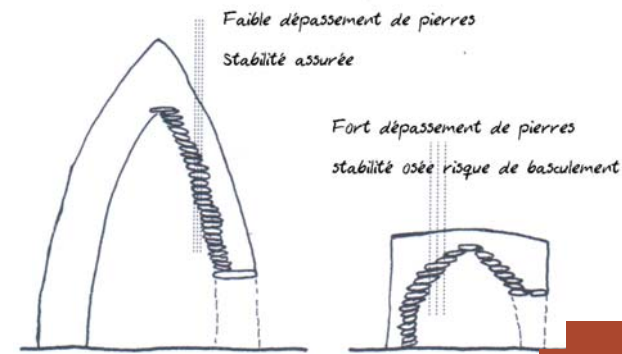 Faible dépassement de pierres
Stabilité assurée
Fort dépassement de pierres
stabilité osée risque de basculement